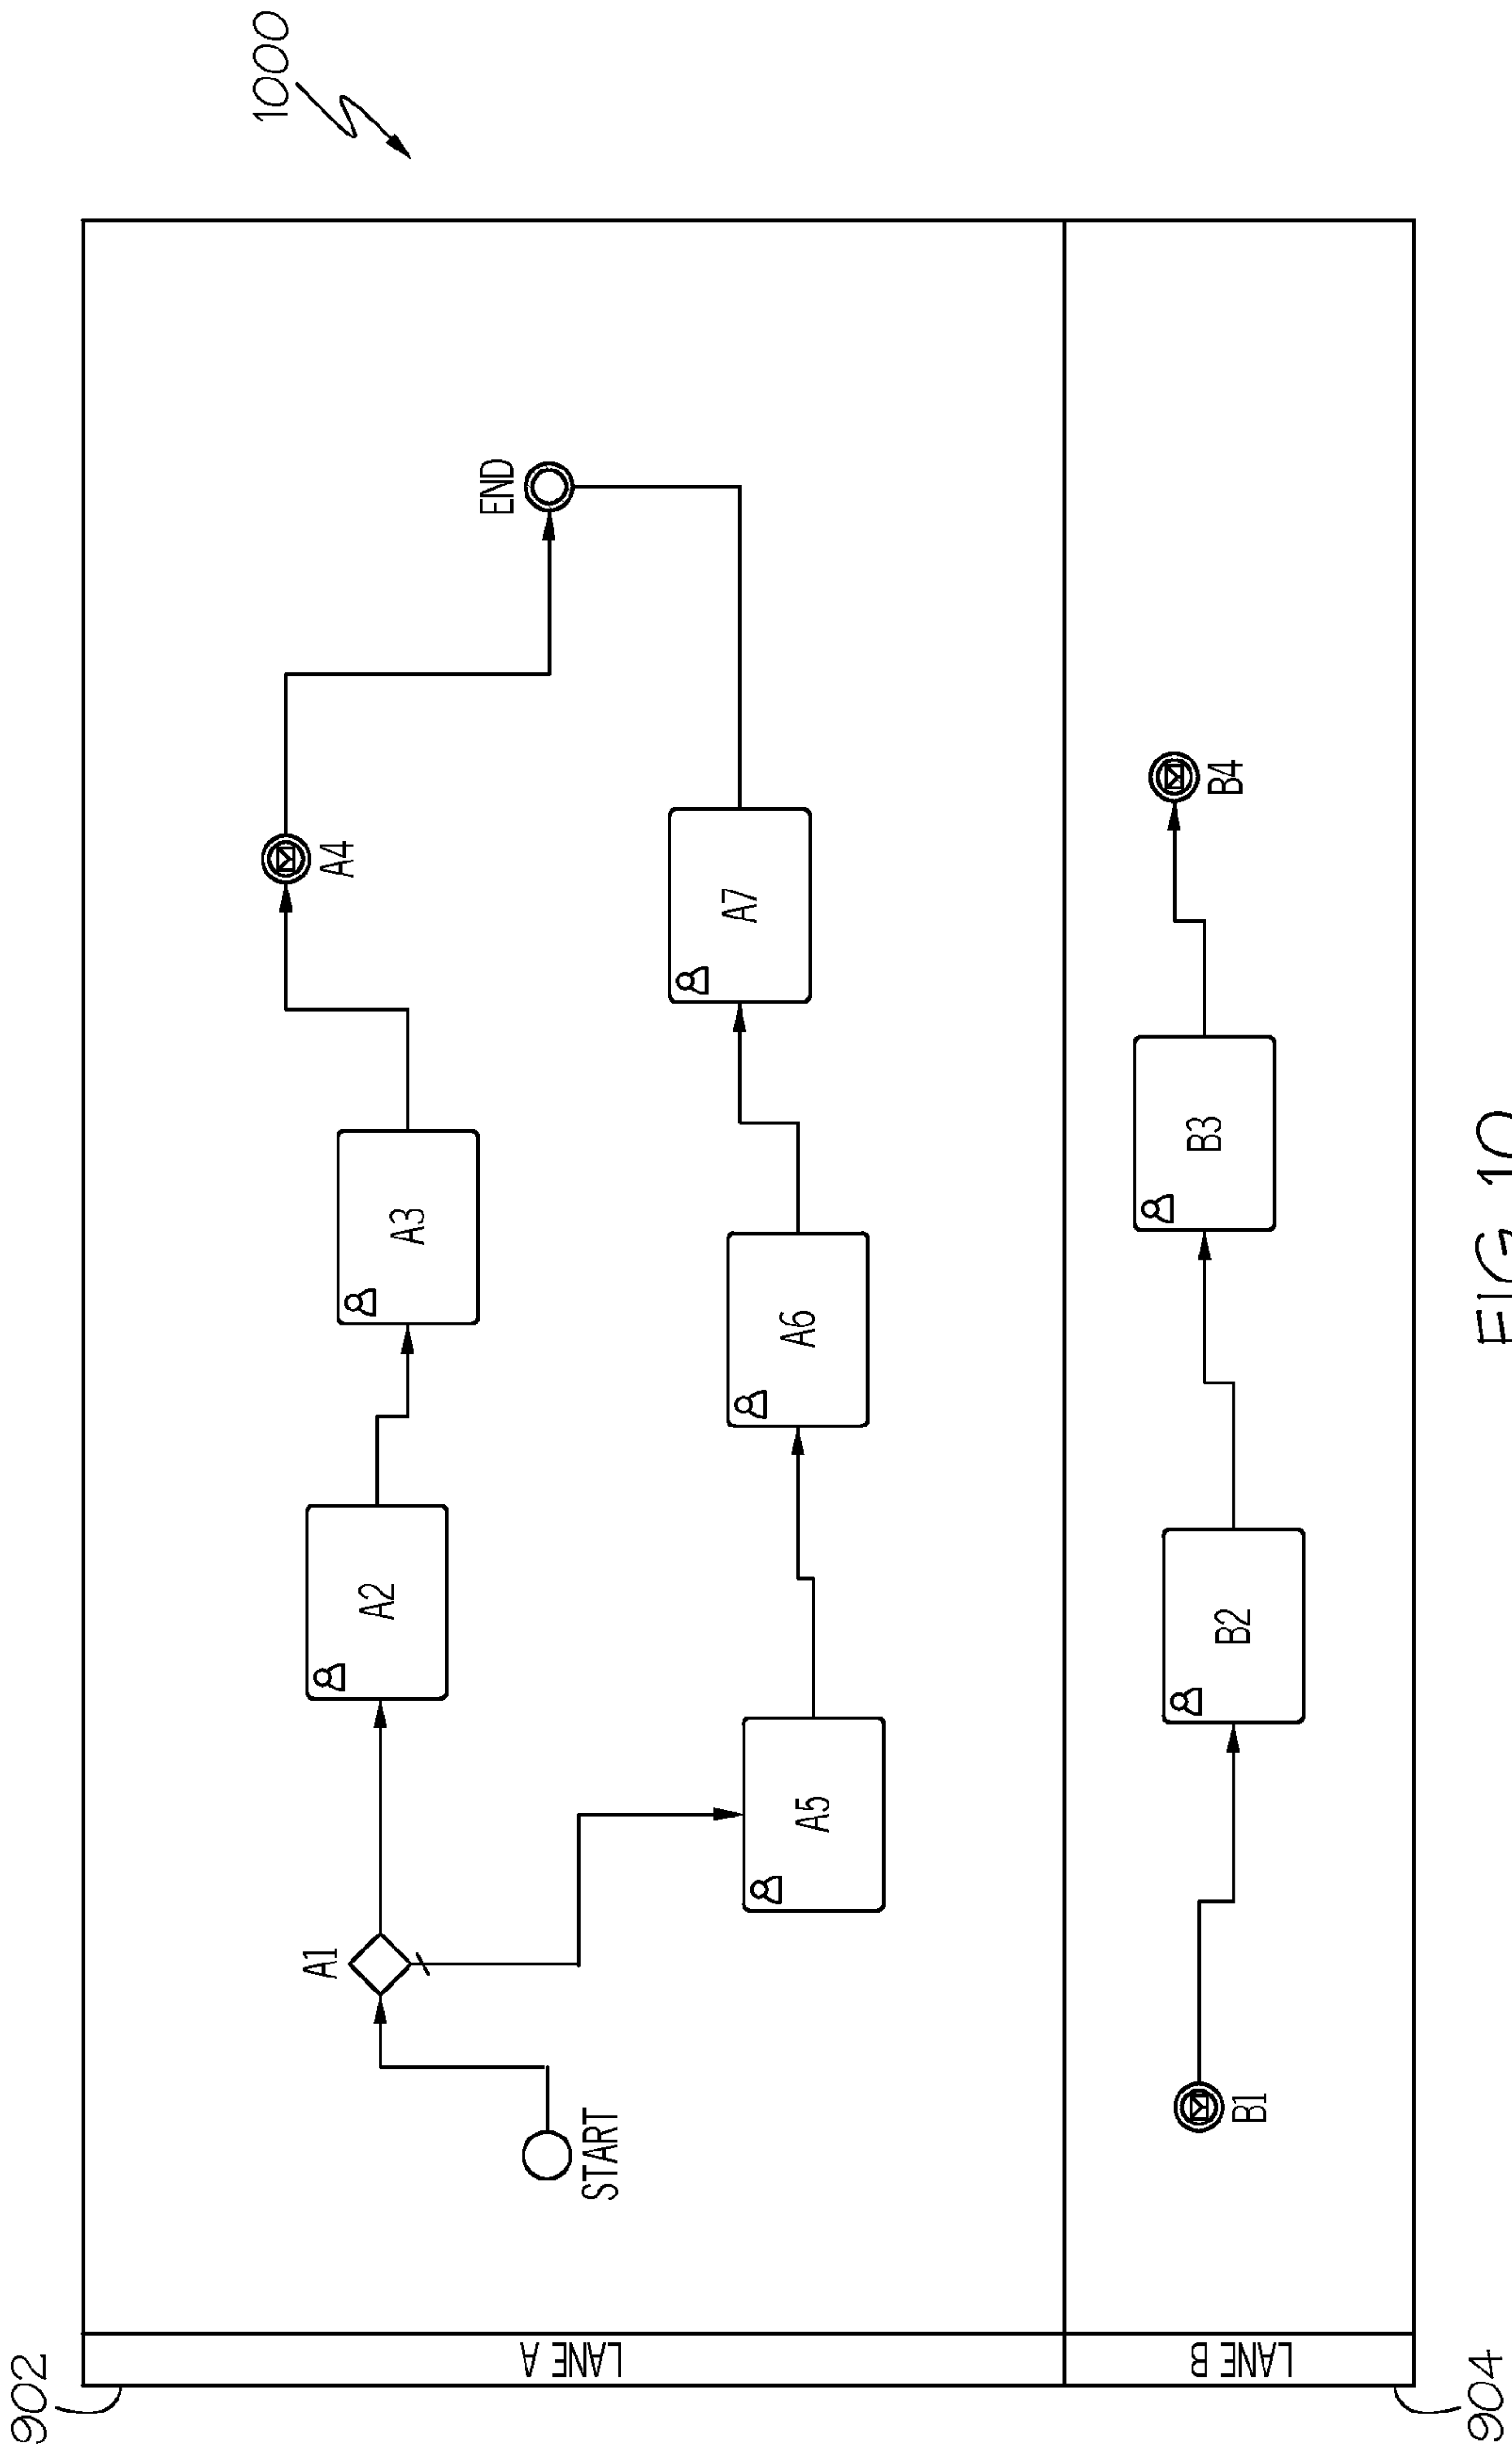 1000
902
LANE A
START
A1
A2
A3
A4
END
A5
A6
A7
904
LANE B
B1
B2
B3
B4
FIG. 10